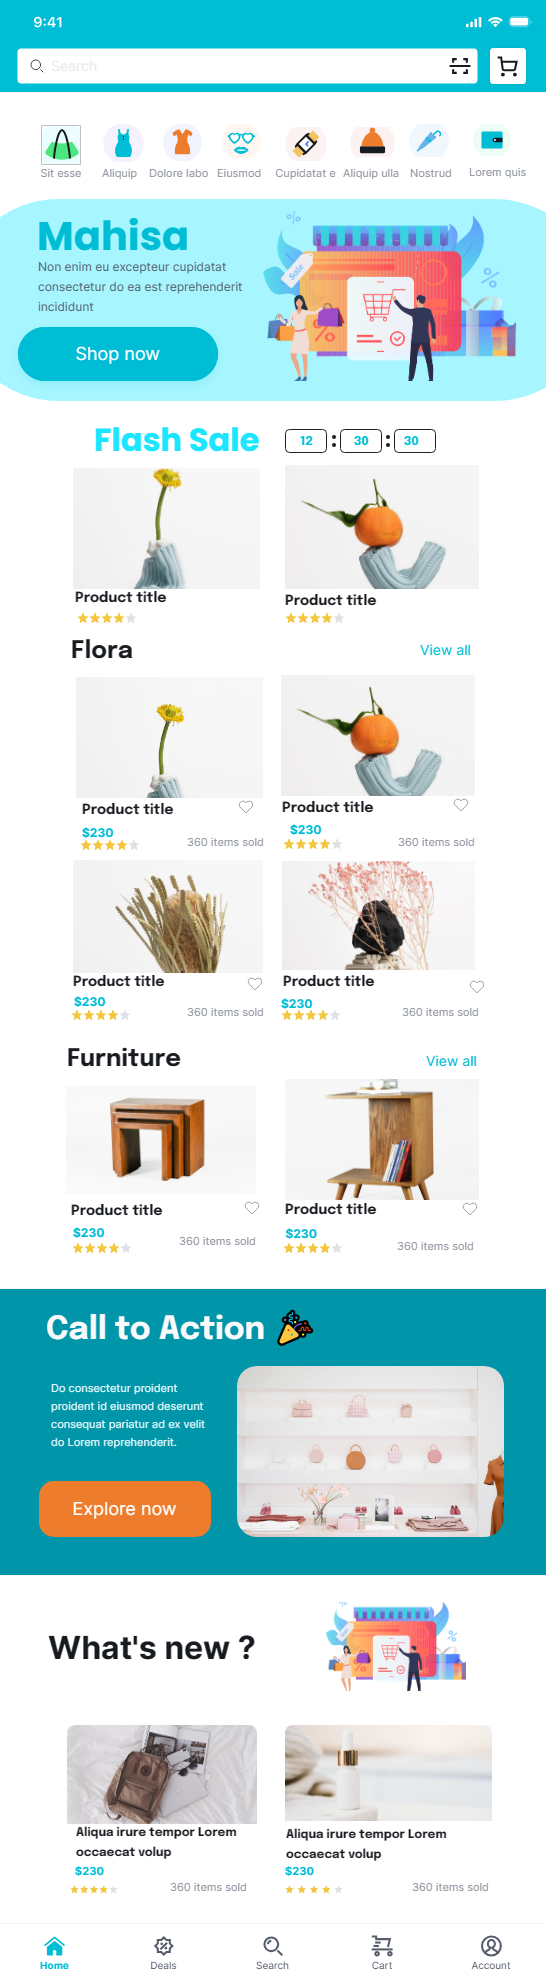 9:41
Search
Sit esse
Aliquip
Dolore labo
Eiusmod
Cupidatat e
Aliquip ulla
Nostrud
Lorem quis
Mahisa
Non enim eu excepteur cupidatat
consectetur do ea est reprehenderit
incididunt
Shop now
%
Sale
%
%
Flash Sale
12 : 30 : 30
Product title
Product title
Flora
View all
Product title
Product title
$230
$230
360 items sold
360 items sold
Product title
Product title
$230
$230
360 items sold
360 items sold
Furniture
View all
Product title
Product title
$230
$230
360 items sold
360 items sold
Call to Action
Do consectetur proident
proident id eiusmod deserunt
consequat pariatur ad ex velit
do Lorem reprehenderit.
Explore now
What's new ?
Aliqua irure tempor Lorem
occaecat volup
$230
360 items sold
Aliqua irure tempor Lorem
occaecat volup
$230
360 items sold
Home
Deals
Search
Cart
Account